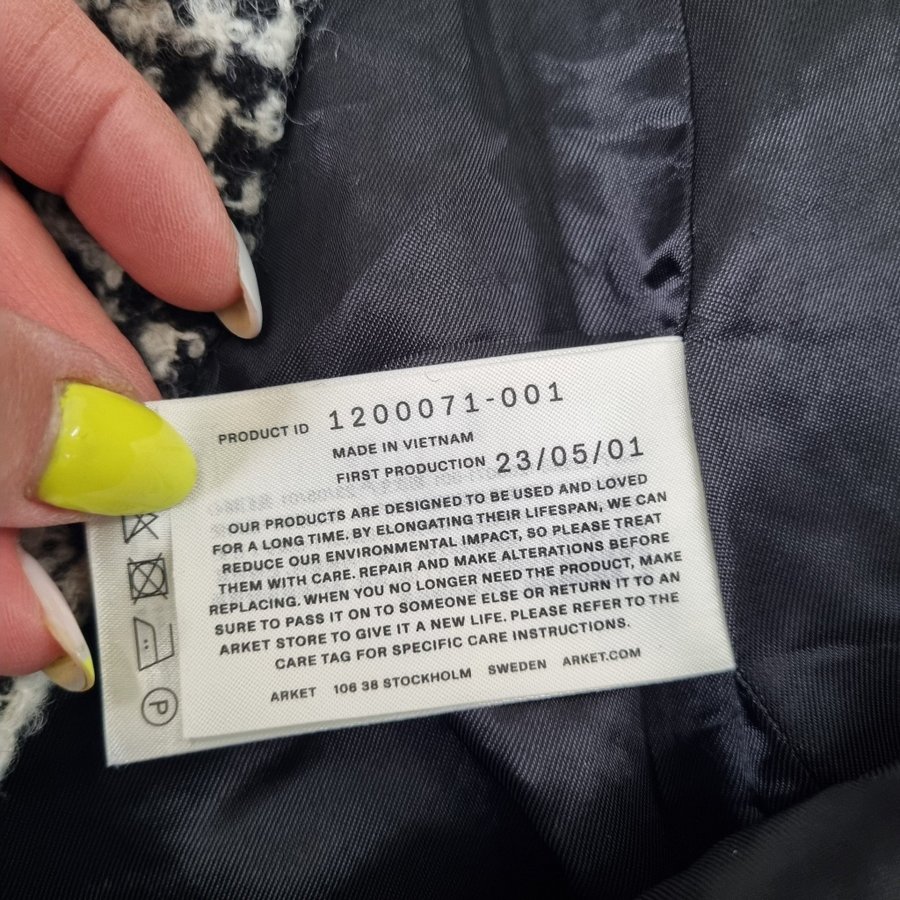 PRODUCT ID 1200071-001
MADE IN VIETNAM
FIRST PRODUCTION 23/05/01
OUR PRODUCTS ARE DESIGNED TO BE USED AND LOVED
FOR A LONG TIME. BY ELONGATING THEIR LIFESPAN, WE CAN
REDUCE OUR ENVIRONMENTAL IMPACT, SO PLEASE TREAT
THEM WITH CARE. REPAIR AND MAKE ALTERATIONS BEFORE
REPLACING. WHEN YOU NO LONGER NEED THE PRODUCT, MAKE
SURE TO PASS IT ON TO SOMEONE ELSE OR RETURN IT TO AN
ARKET STORE TO GIVE IT A NEW LIFE. PLEASE REFER TO THE
CARE TAG FOR SPECIFIC CARE INSTRUCTIONS.
ARKET 106 38 STOCKHOLM SWEDEN ARKET.COM
P